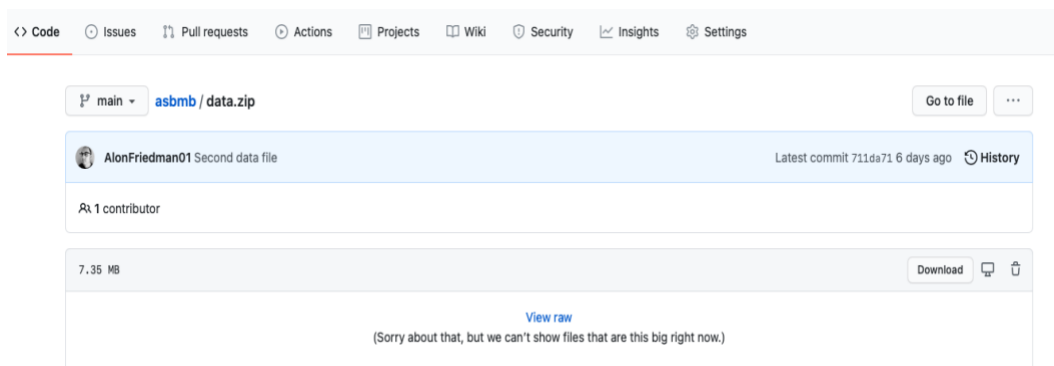 <> Code Issues Pull requests Actions Projects Wiki Security Insights Settings
main asbmb / data.zip Go to file ...
AlonFriedman01 Second data file Latest commit 711da71 6 days ago History
1 contributor
7.35 MB Download
View raw
(Sorry about that, but we can't show files that are this big right now.)